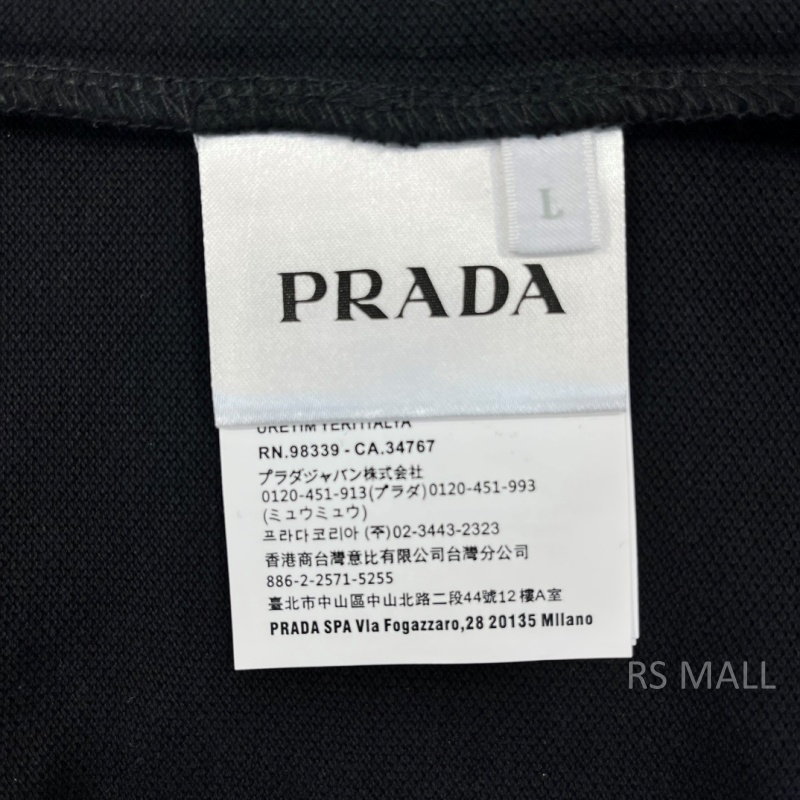 L
PRADA
URETIM YERI ITALYA
RN.98339 - CA.34767
プラダジャパン株式会社
0120-451-913(プラダ)0120-451-993
(ミュウミュウ)
프라다코리아 (주)02-3443-2323
香港商台灣意比有限公司台灣分公司
886-2-2571-5255
臺北市中山區中山北路二段44號12樓A室
PRADA SPA VIa Fogazzaro,28 20135 MIlano
RS MALL